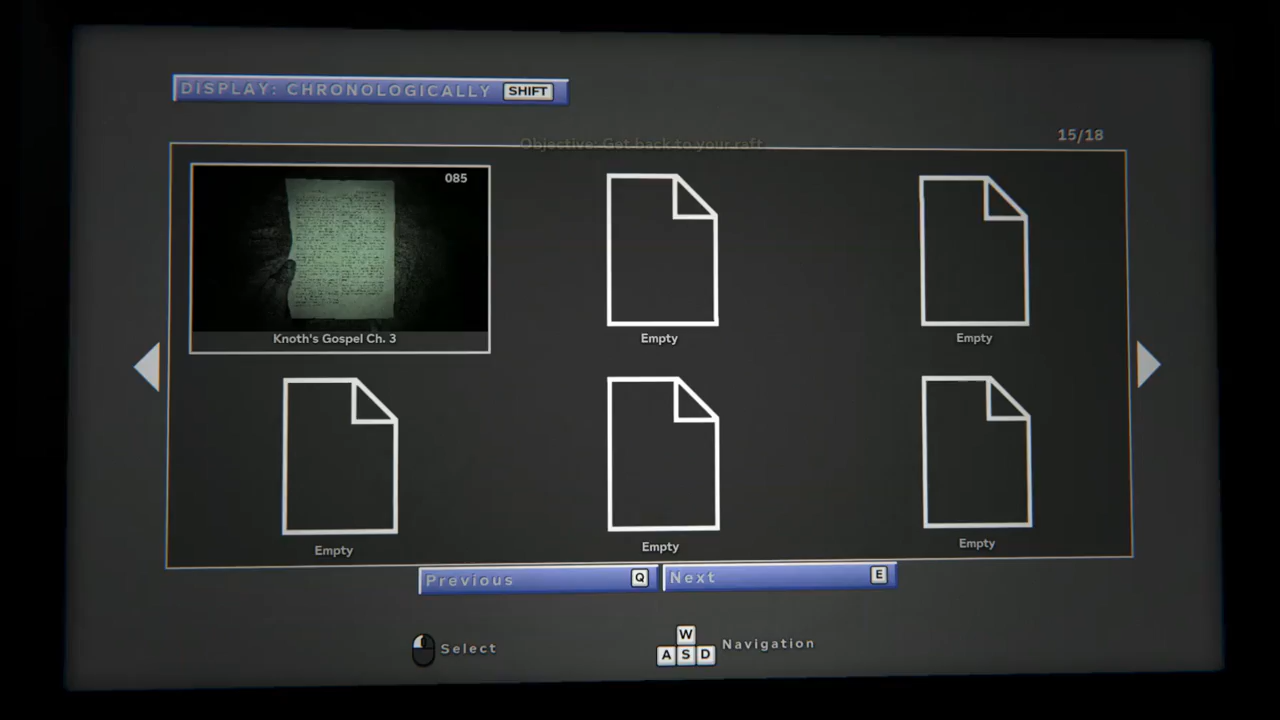 DISPLAY: CHRONOLOGICALLY SHIFT
Objective: Get back to your raft
15/18
085
Knoth's Gospel Ch. 3
Empty
Empty
Empty
Empty
Empty
Previous Q
Next E
Select
W
A S D
Navigation